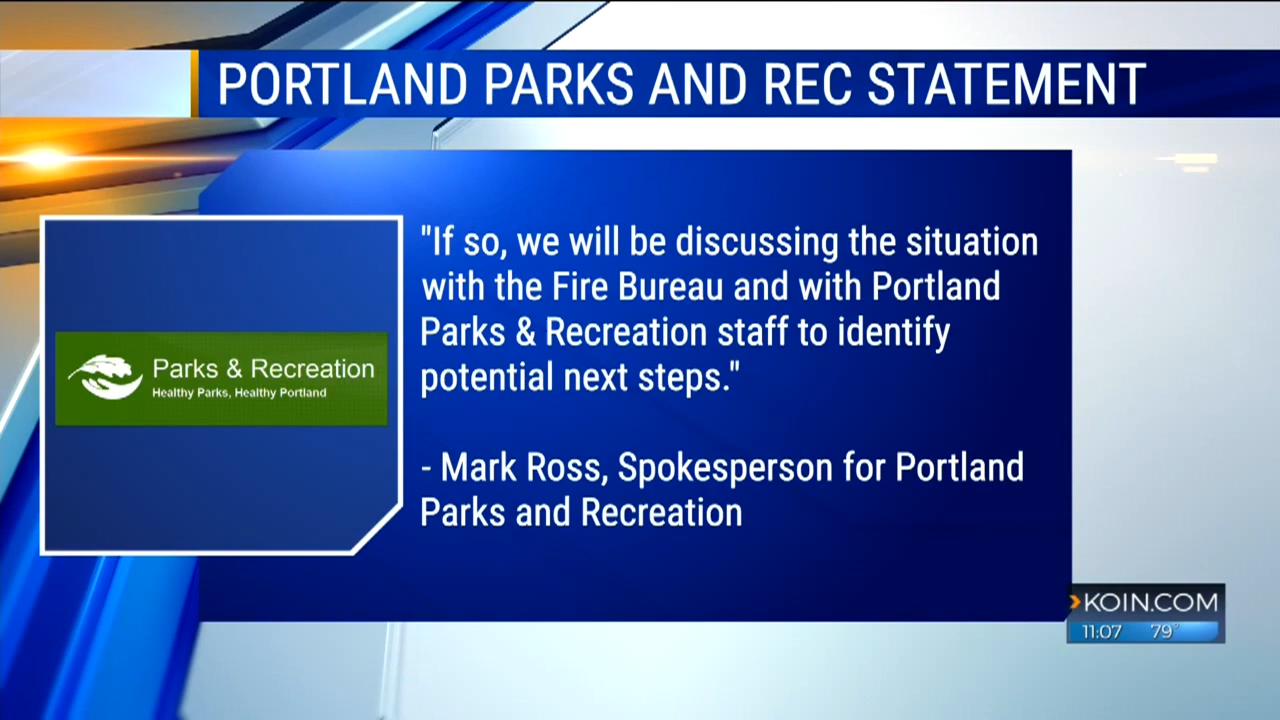 PORTLAND PARKS AND REC STATEMENT
"If so, we will be discussing the situation
with the Fire Bureau and with Portland
Parks & Recreation staff to identify
potential next steps."
- Mark Ross, Spokesperson for Portland
Parks and Recreation
Parks & Recreation
Healthy Parks, Healthy Portland
KOIN.COM
11:07 79°